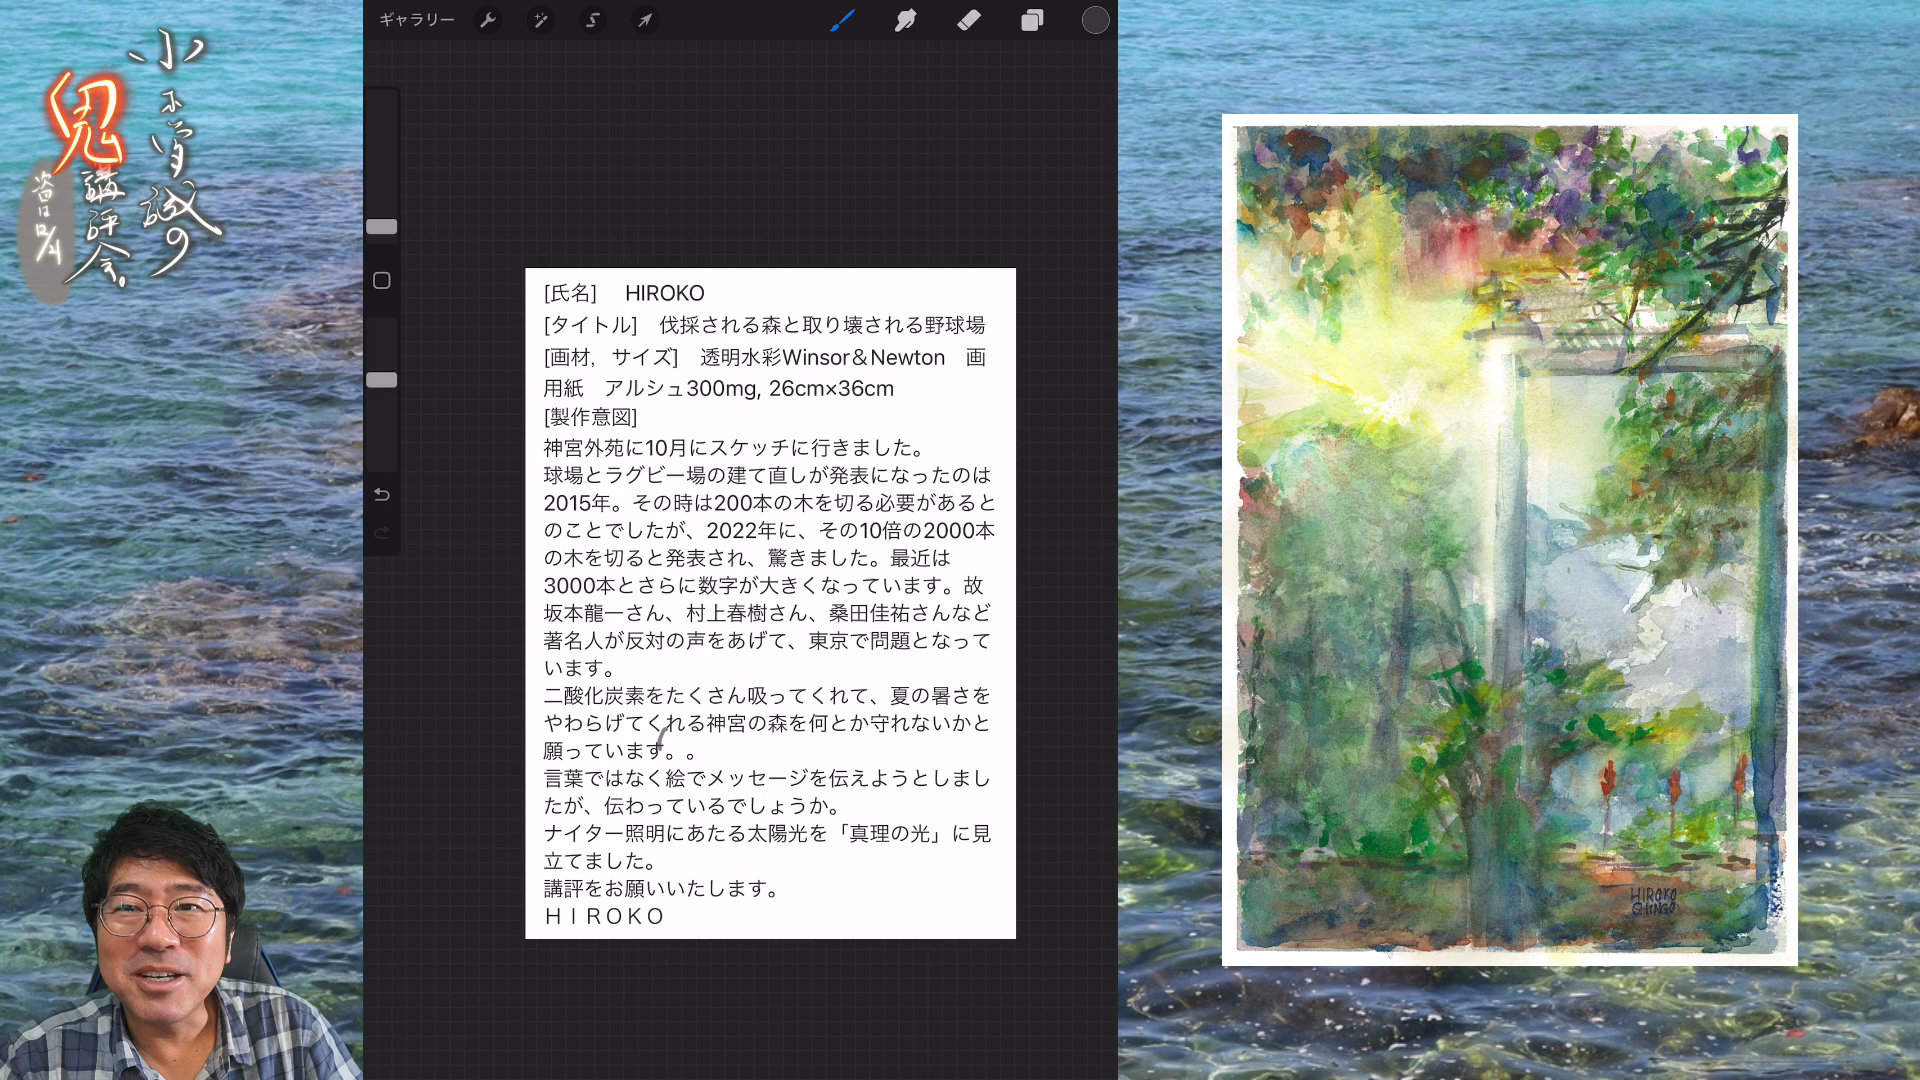 小木曽誠の
鬼
講評会。
ギャラリー
[氏名]　HIROKO
[タイトル]　伐採される森と取り壊される野球場
[画材,　サイズ]　透明水彩Winsor＆Newton　画
用紙　アルシュ300mg, 26cm×36cm
[製作意図]
神宮外苑に10月にスケッチに行きました。
球場とラグビー場の建て直しが発表になったのは
2015年。その時は200本の木を切る必要があると
のことでしたが、2022年に、その10倍の2000本
の木を切ると発表され、驚きました。最近は
3000本とさらに数字が大きくなっています。故
坂本龍一さん、村上春樹さん、桑田佳祐さんなど
著名人が反対の声をあげて、東京で問題となって
います。
二酸化炭素をたくさん吸ってくれて、夏の暑さを
やわらげてくれる神宮の森を何とか守れないかと
願っています。。
言葉ではなく絵でメッセージを伝えようとしまし
たが、伝わっているでしょうか。
ナイター照明にあたる太陽光を「真理の光」に見
立てました。
講評をお願いいたします。
ＨＩＲＯＫＯ
HIROKO
SHINGO